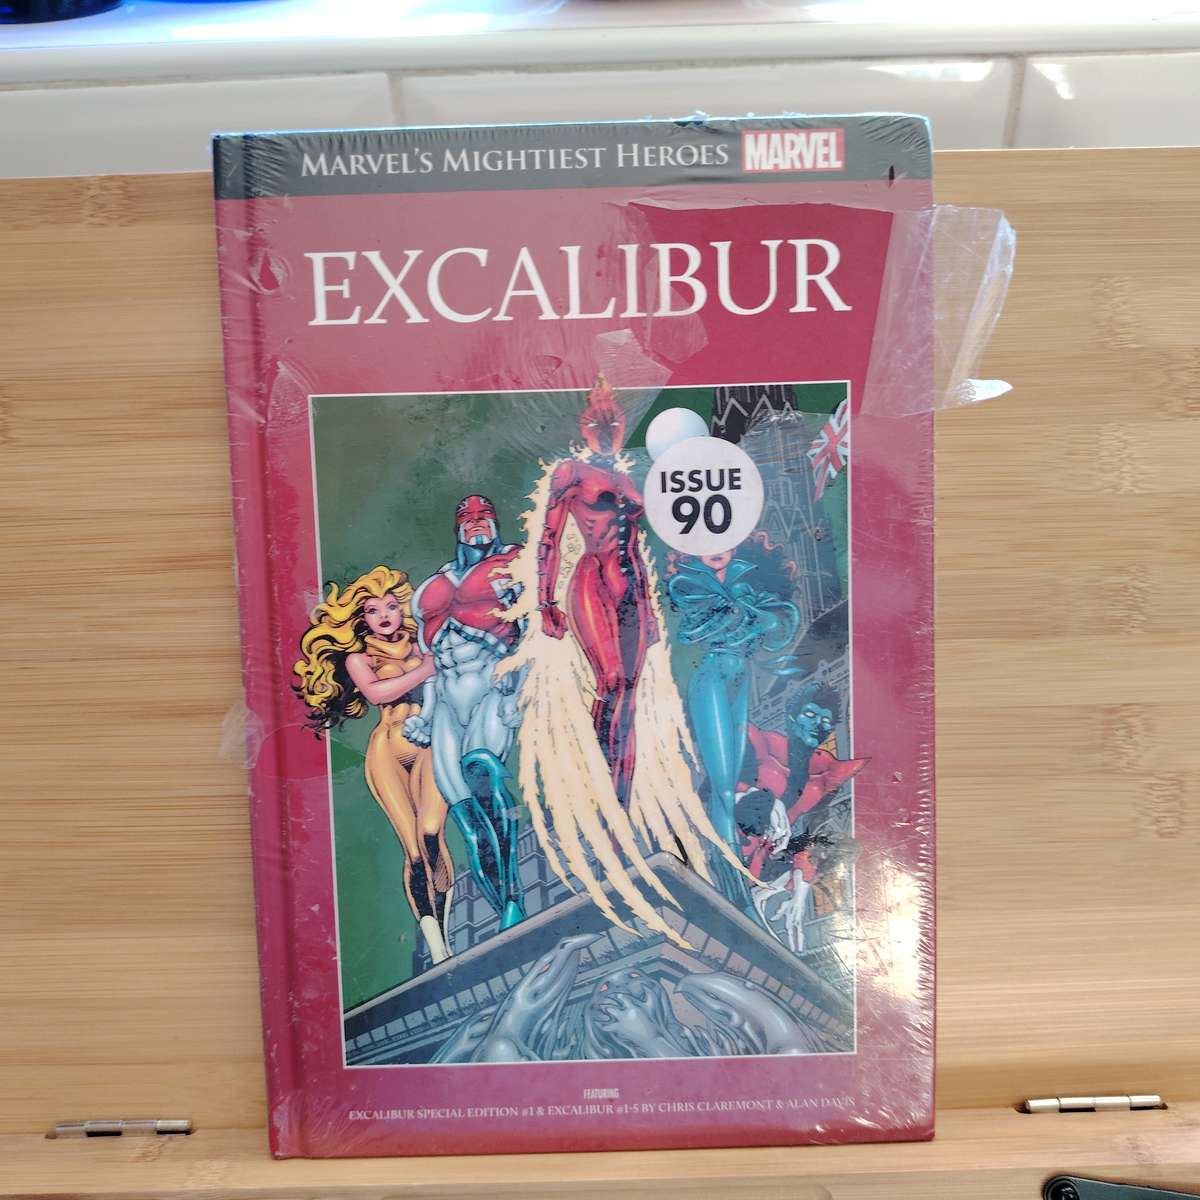 MARVEL'S MIGHTIEST HEROES MARVEL
EXCALIBUR
ISSUE
90
FEATURING
EXCALIBUR SPECIAL EDITION #1 & EXCALIBUR #1-5 BY CHRIS CLAREMONT & ALAN DAVIS